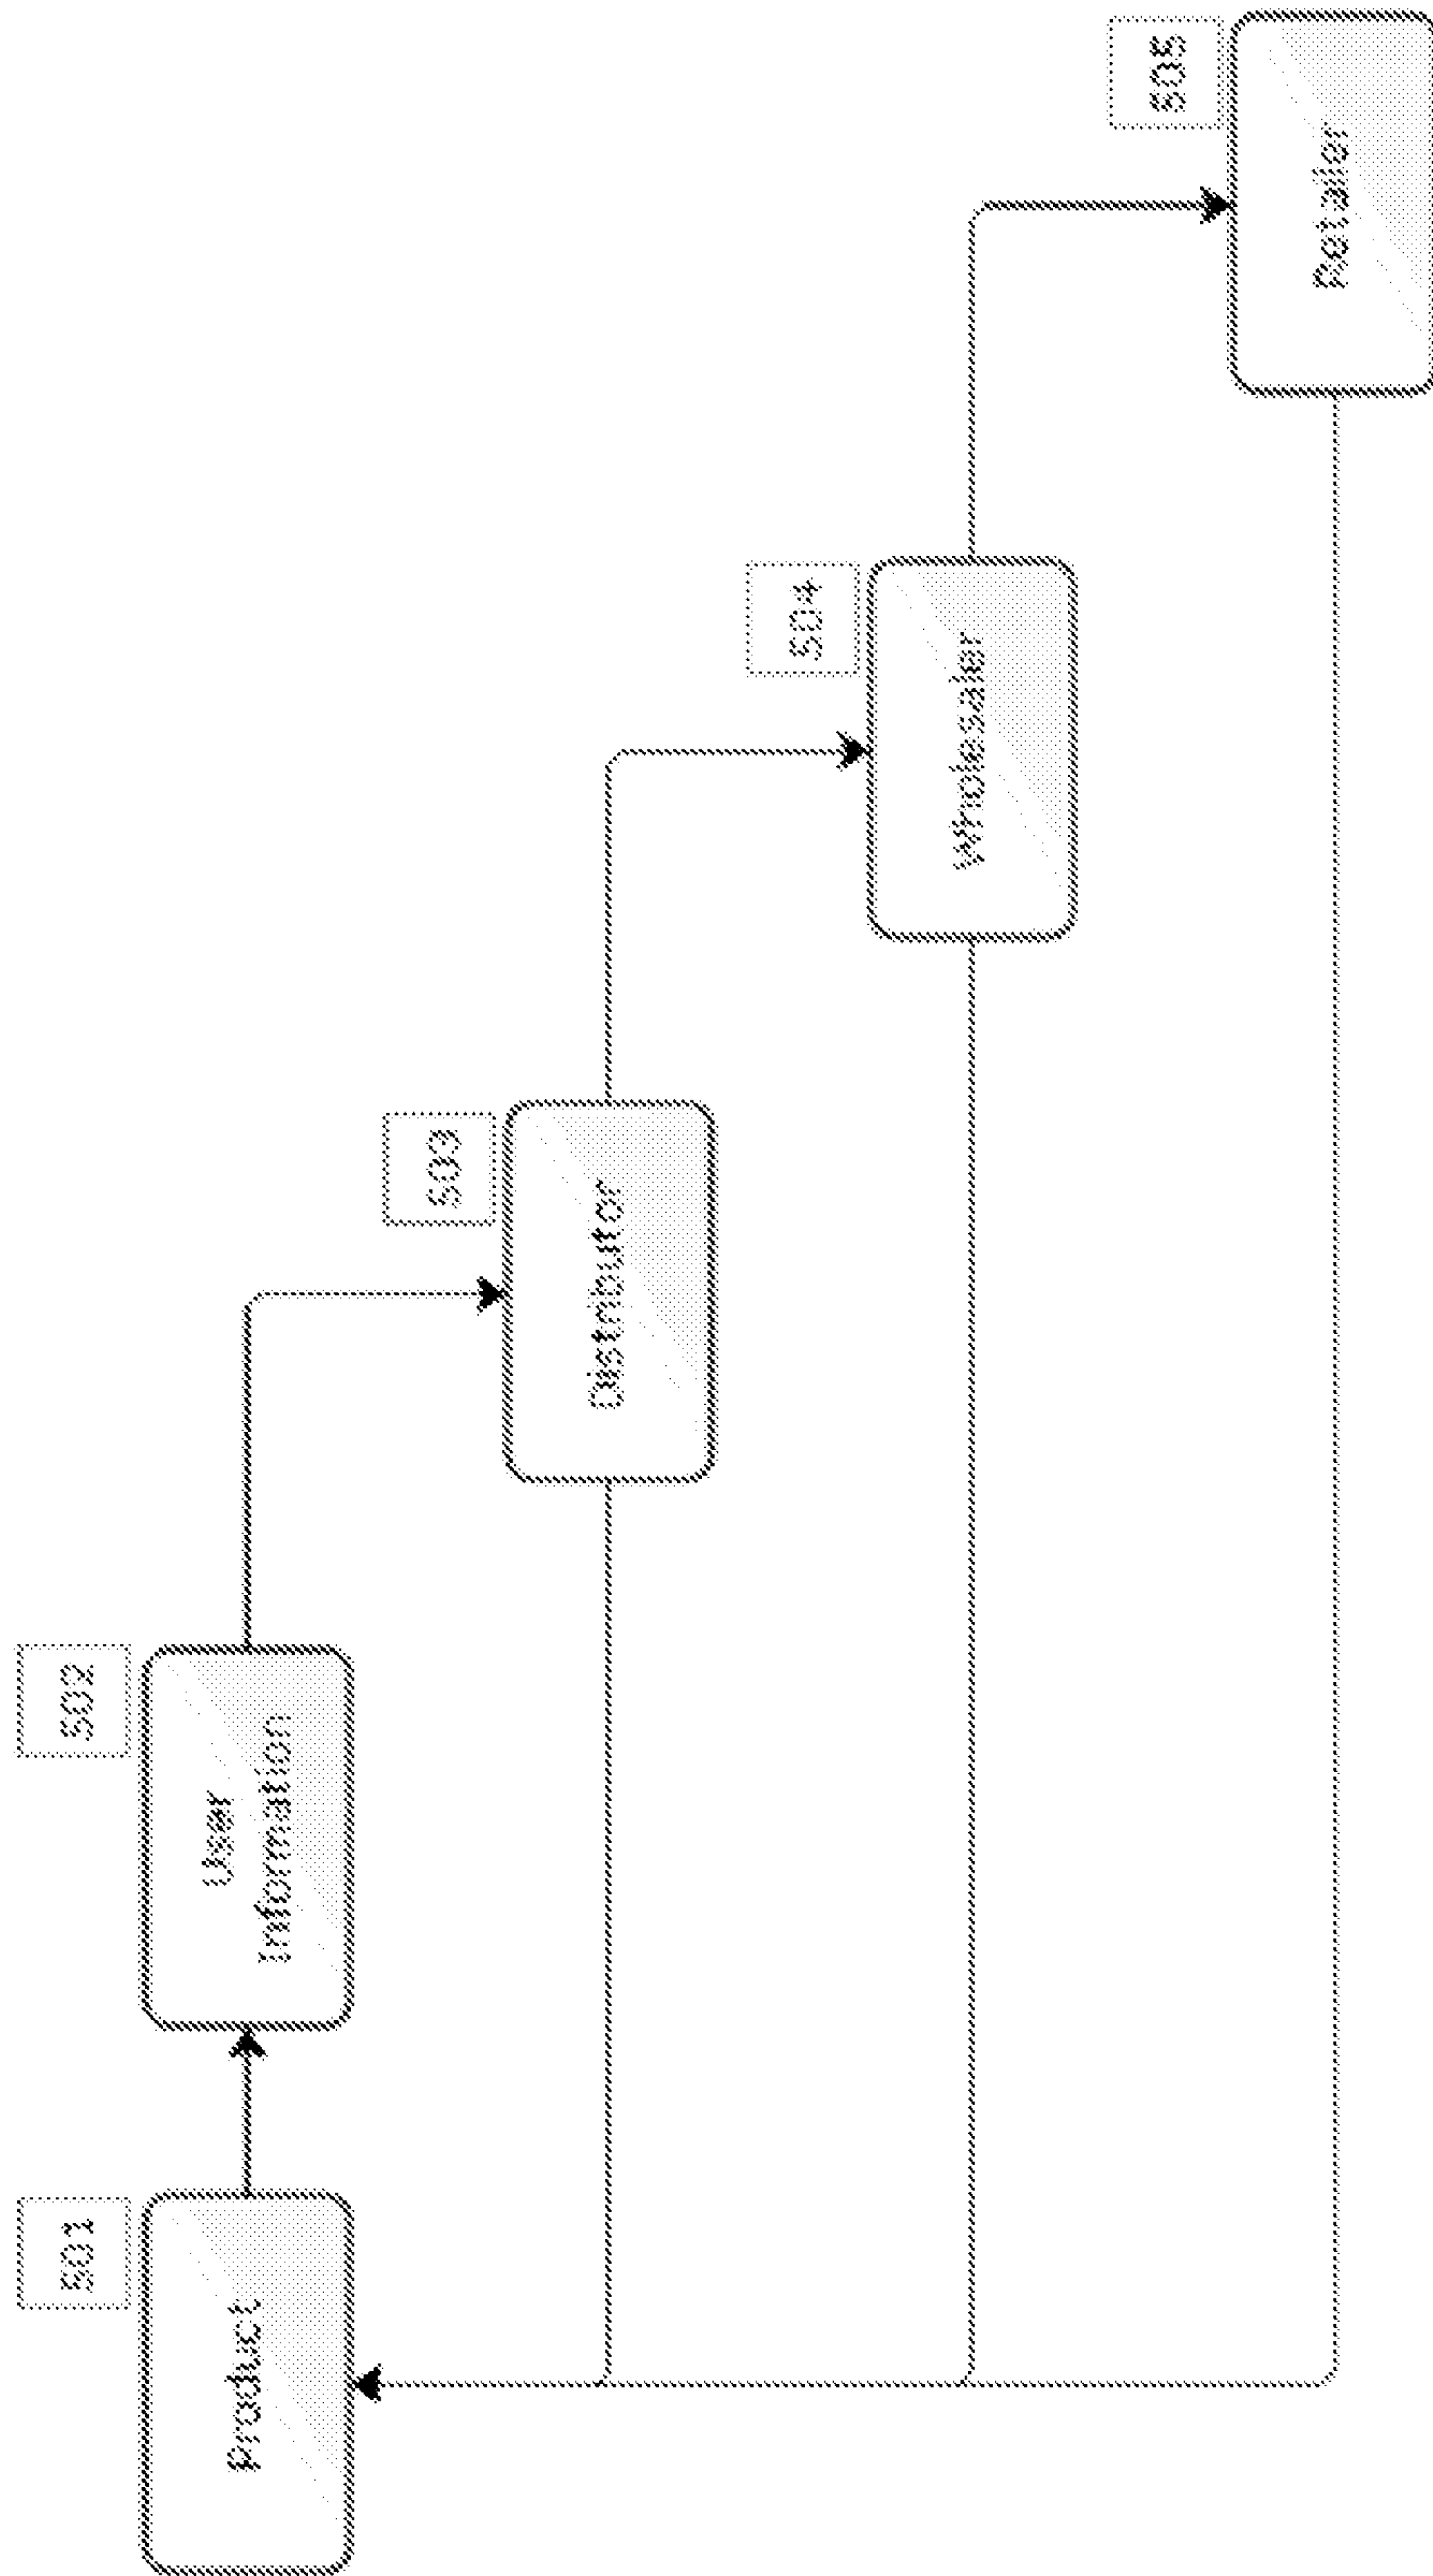 501
Product
502
User
Information
503
Distributor
504
Wholesaler
505
Retailer